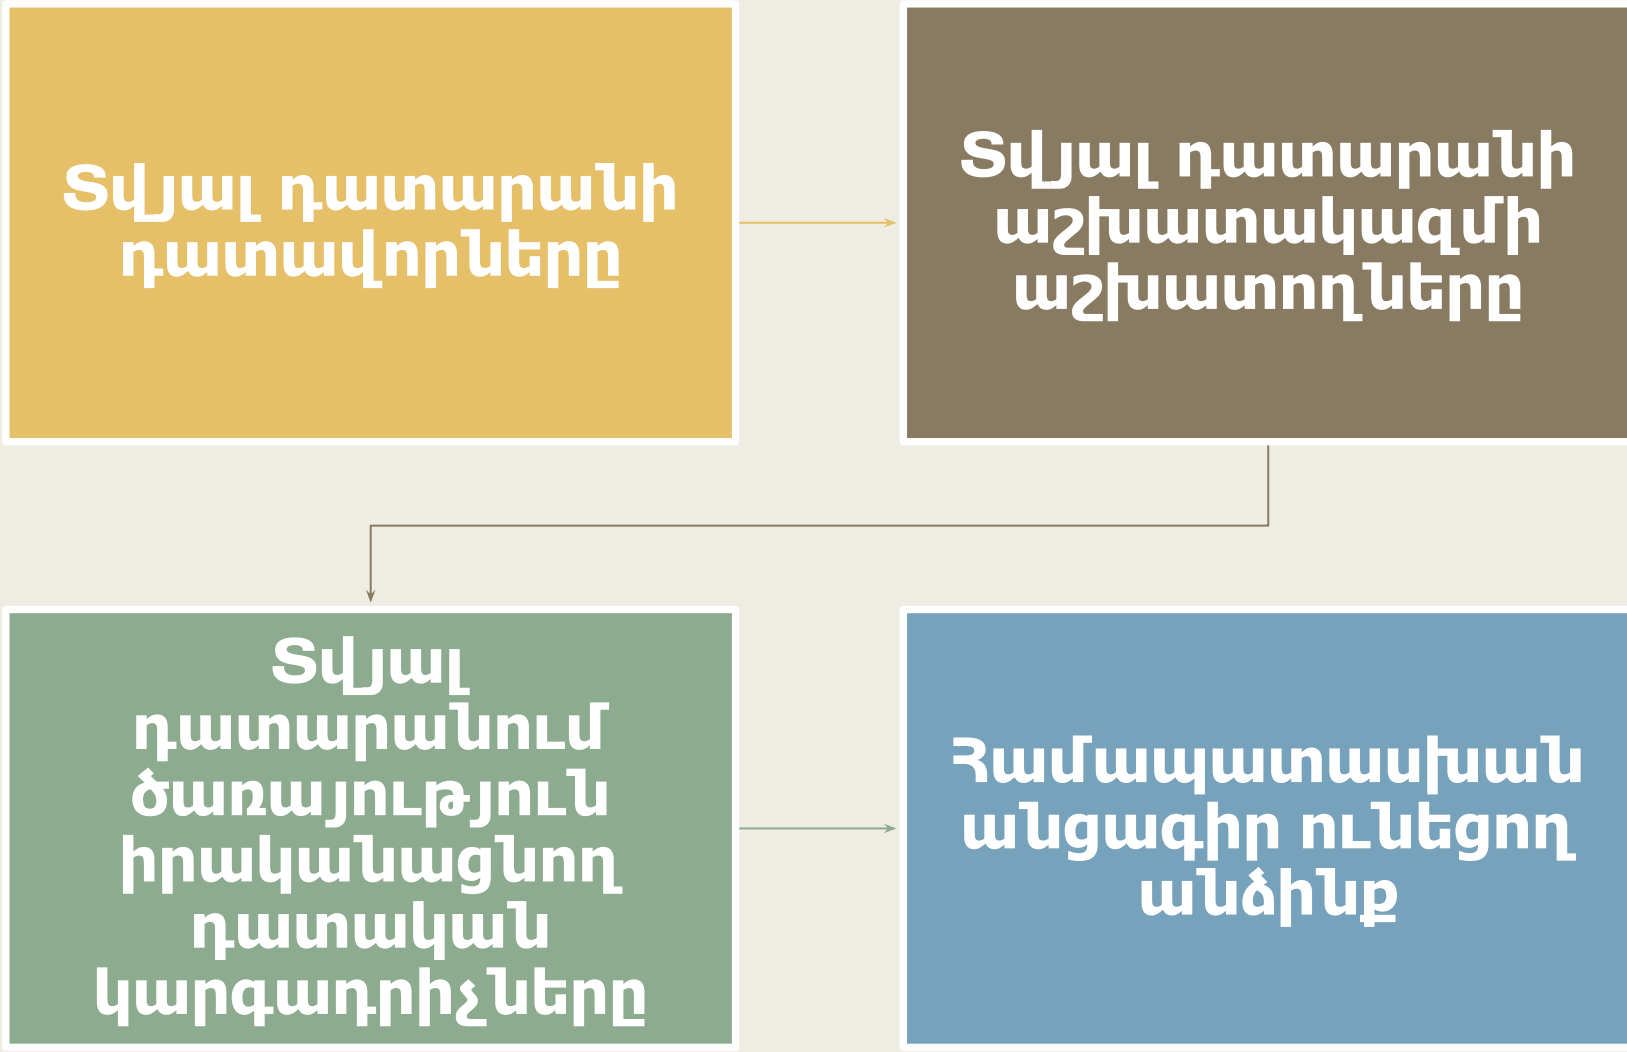 Տվյալ դատարանի
դատավորները
Տվյալ դատարանի
աշխատակազմի
աշխատողները
Տվյալ
դատարանում
ծառայություն
իրականացնող
դատական
կարգադրիչները
Համապատասխան
անցագիր ունեցող
անձինք